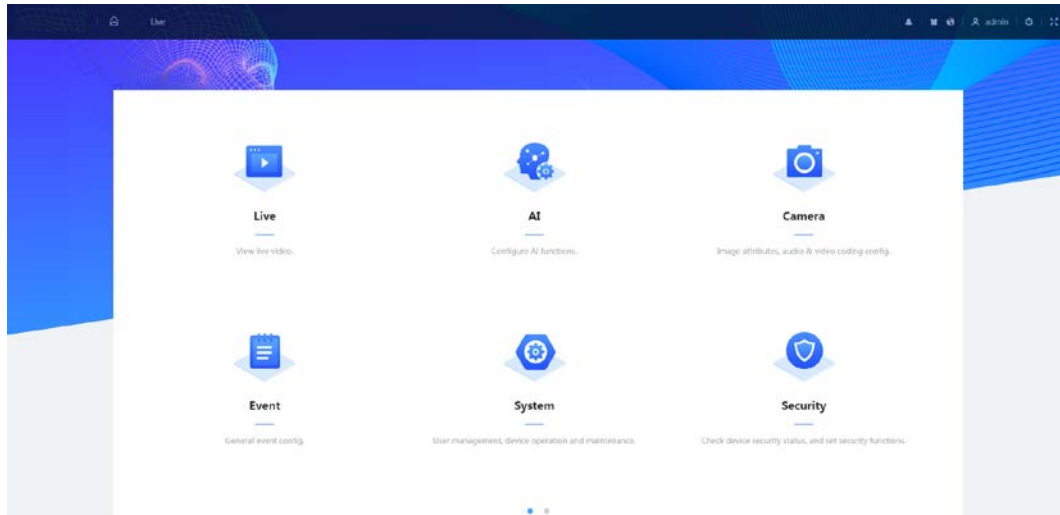 Live
admin
Live
AI
Camera
View live video.
Configure AI functions.
Image attributes, audio & video coding config.
Event
System
Security
General event config.
User management, device operation and maintenance.
Check device security status, and set security functions.